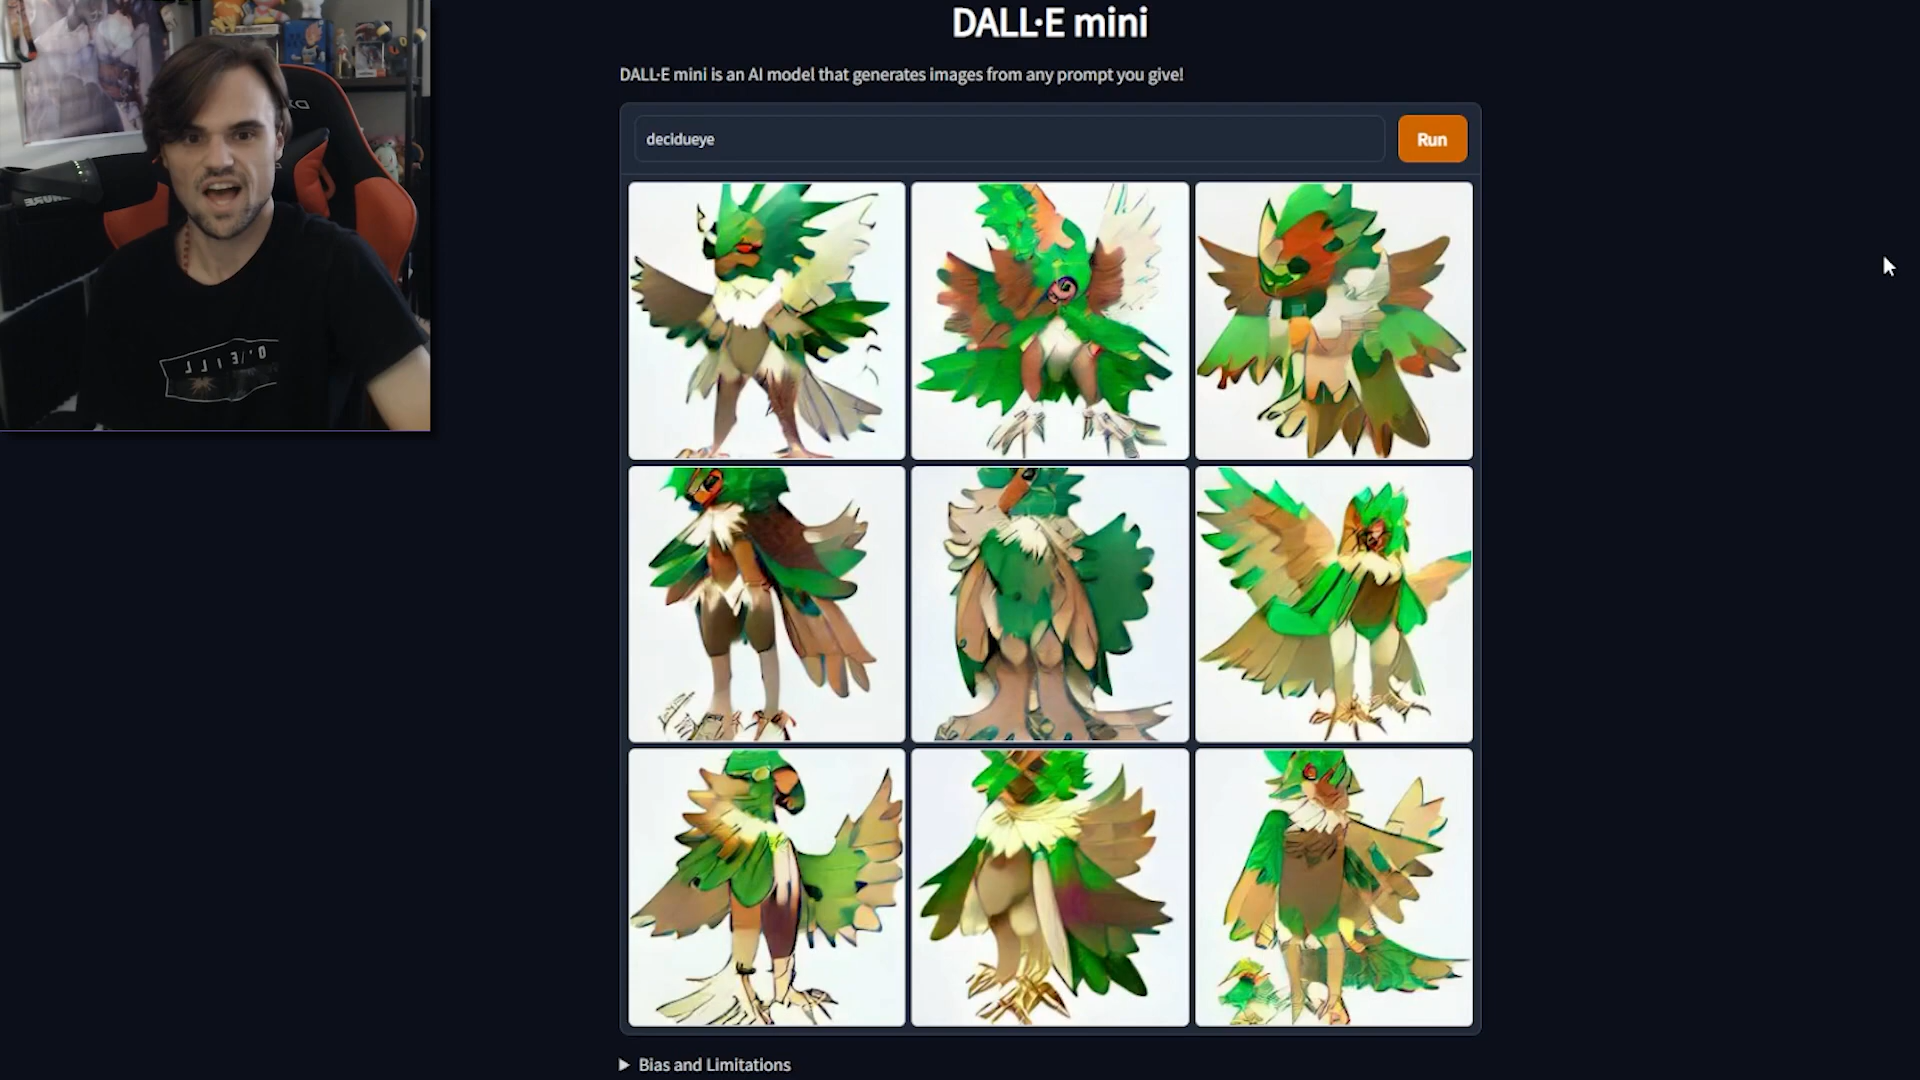 DALL·E mini
DALL·E mini is an AI model that generates images from any prompt you give!
decidueye
Run
Bias and Limitations